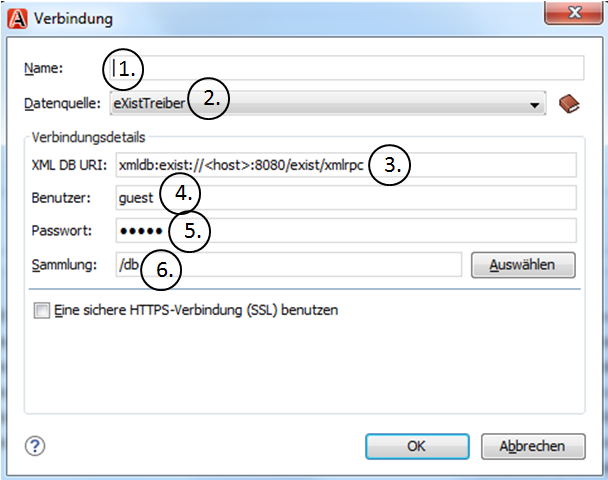 Verbindung
Name: 1.
Datenquelle: eXistTreiber 2.
Verbindungsdetails
XML DB URI: xmldb:exist://<host>:8080/exist/xmlrpc 3.
Benutzer: guest 4.
Passwort: ●●●●● 5.
Sammlung: /db 6. Auswählen
Eine sichere HTTPS-Verbindung (SSL) benutzen
? OK Abbrechen